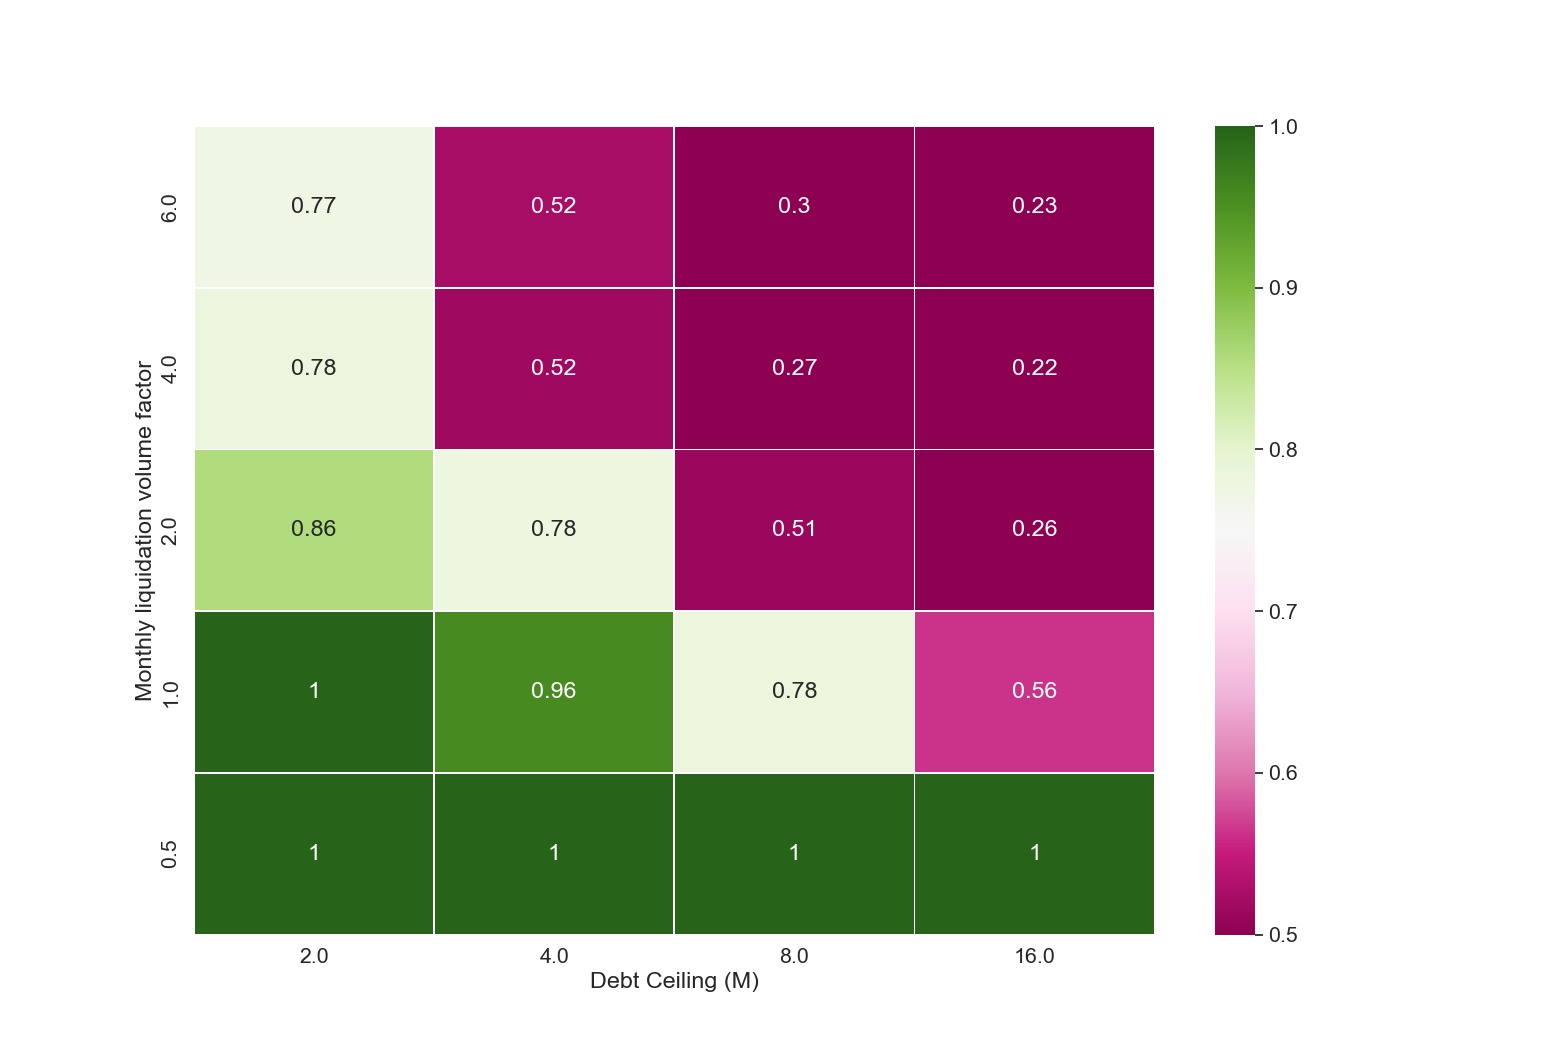 Monthly liquidation volume factor
6.0 0.77 0.52 0.3 0.23
4.0 0.78 0.52 0.27 0.22
2.0 0.86 0.78 0.51 0.26
1.0 1 0.96 0.78 0.56
0.5 1 1 1 1
2.0 4.0 8.0 16.0
Debt Ceiling (M)
1.0
0.9
0.8
0.7
0.6
0.5